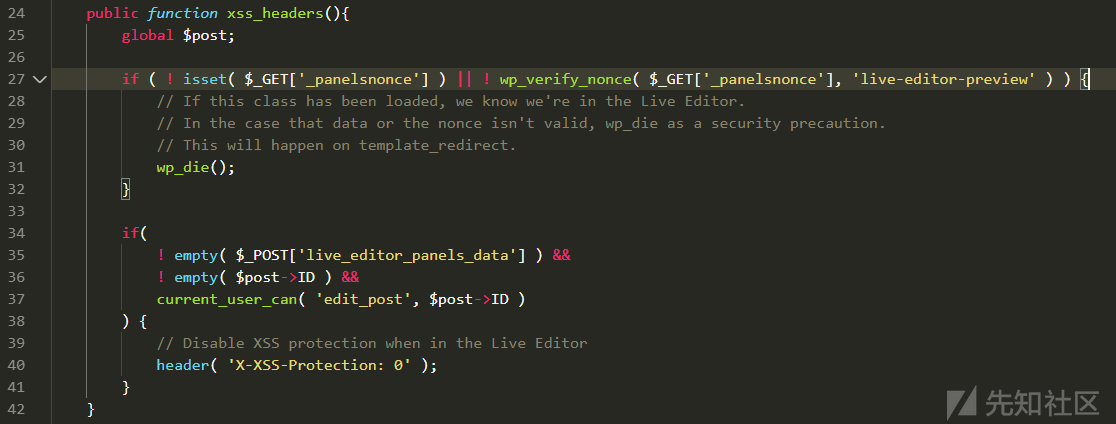 24 public function xss_headers(){
25 global $post;
26
27 if ( ! isset( $_GET['_panelsnonce'] ) || ! wp_verify_nonce( $_GET['_panelsnonce'], 'live-editor-preview' ) ) {
28 // If this class has been loaded, we know we're in the Live Editor.
29 // In the case that data or the nonce isn't valid, wp_die as a security precaution.
30 // This will happen on template_redirect.
31 wp_die();
32 }
33
34 if(
35 ! empty( $_POST['live_editor_panels_data'] ) &&
36 ! empty( $post->ID ) &&
37 current_user_can( 'edit_post', $post->ID )
38 ) {
39 // Disable XSS protection when in the Live Editor
40 header( 'X-XSS-Protection: 0' );
41 }
42 }
先知社区